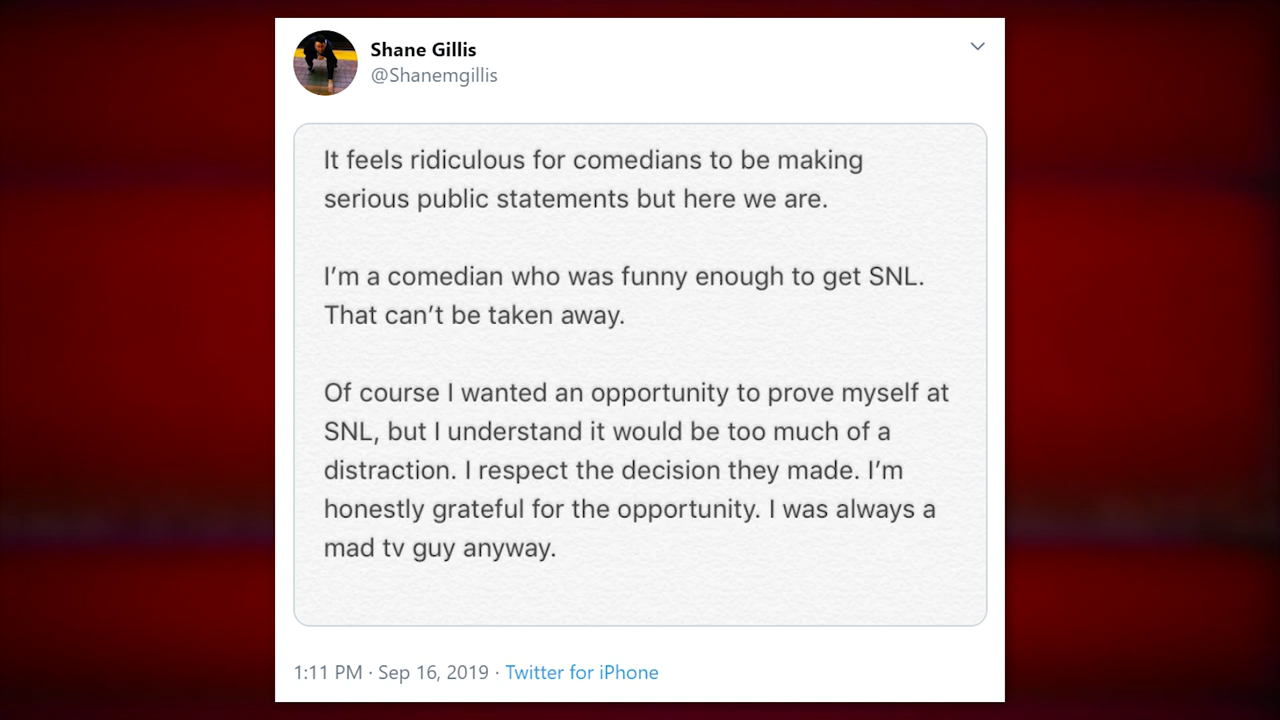 Shane Gillis
@Shanemgillis
It feels ridiculous for comedians to be making
serious public statements but here we are.
I’m a comedian who was funny enough to get SNL.
That can’t be taken away.
Of course I wanted an opportunity to prove myself at
SNL, but I understand it would be too much of a
distraction. I respect the decision they made. I’m
honestly grateful for the opportunity. I was always a
mad tv guy anyway.
1:11 PM · Sep 16, 2019 · Twitter for iPhone